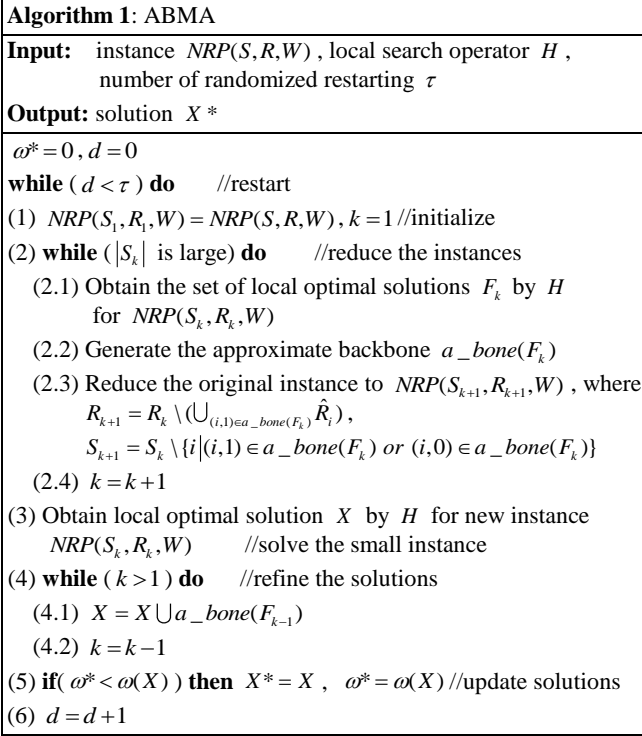 Algorithm 1: ABMA
Input: instance NRP(S,R,W) , local search operator H ,
number of randomized restarting τ
Output: solution X *
ω* = 0 , d = 0
while ( d < τ ) do //restart
(1) NRP(S₁,R₁,W) = NRP(S,R,W) , k = 1 //initialize
(2) while ( |Sₖ| is large) do //reduce the instances
(2.1) Obtain the set of local optimal solutions Fₖ by H
for NRP(Sₖ,Rₖ,W)
(2.2) Generate the approximate backbone a_bone(Fₖ)
(2.3) Reduce the original instance to NRP(Sₖ₊₁,Rₖ₊₁,W) , where
Rₖ₊₁ = Rₖ \ (⋃₍ᵢ,₁₎∈a_bone(Fₖ) R̂ᵢ) ,
Sₖ₊₁ = Sₖ \ {i|(i,1) ∈ a_bone(Fₖ) or (i,0) ∈ a_bone(Fₖ)}
(2.4) k = k +1
(3) Obtain local optimal solution X by H for new instance
NRP(Sₖ,Rₖ,W) //solve the small instance
(4) while ( k >1 ) do //refine the solutions
(4.1) X = X ⋃ a_bone(Fₖ₋₁)
(4.2) k = k −1
(5) if( ω* < ω(X) ) then X* = X , ω* = ω(X) //update solutions
(6) d = d +1